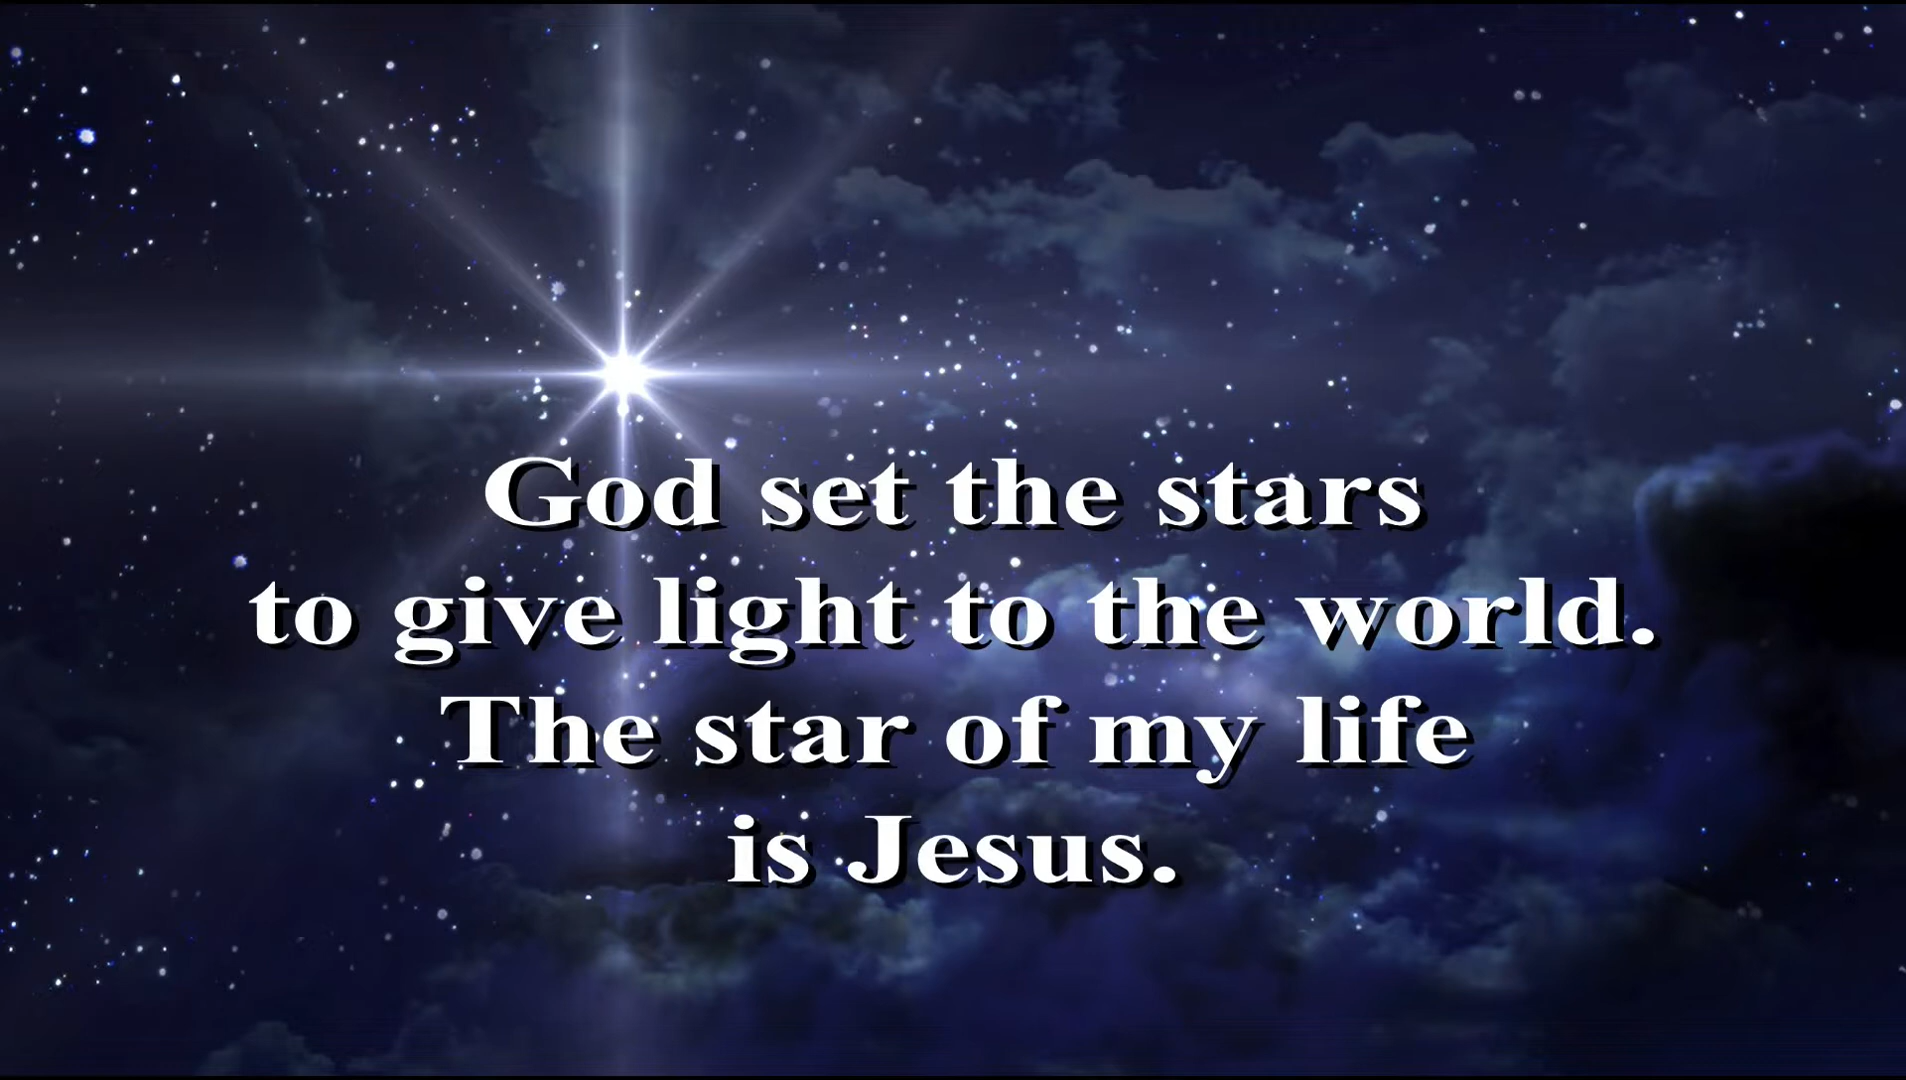 God set the stars
to give light to the world.
The star of my life
is Jesus.